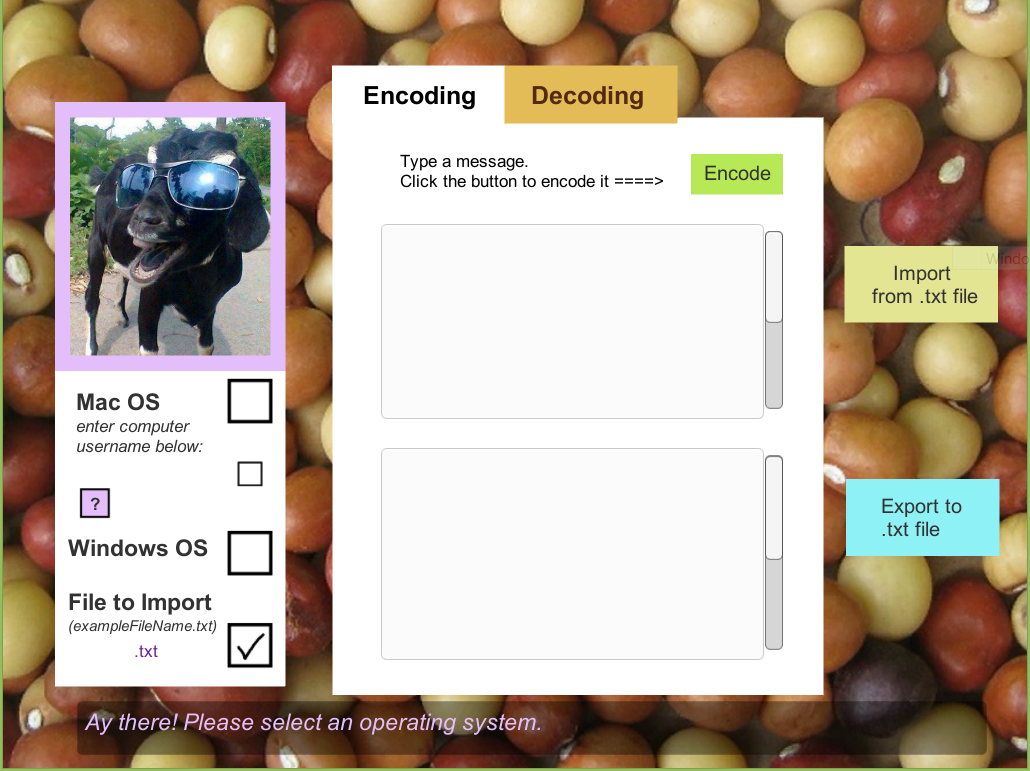 Encoding
Decoding
Type a message.
Click the button to encode it ====>
Encode
Import
from .txt file
Mac OS
enter computer
username below:
?
Windows OS
File to Import
(exampleFileName.txt)
.txt
Export to
.txt file
Ay there! Please select an operating system.